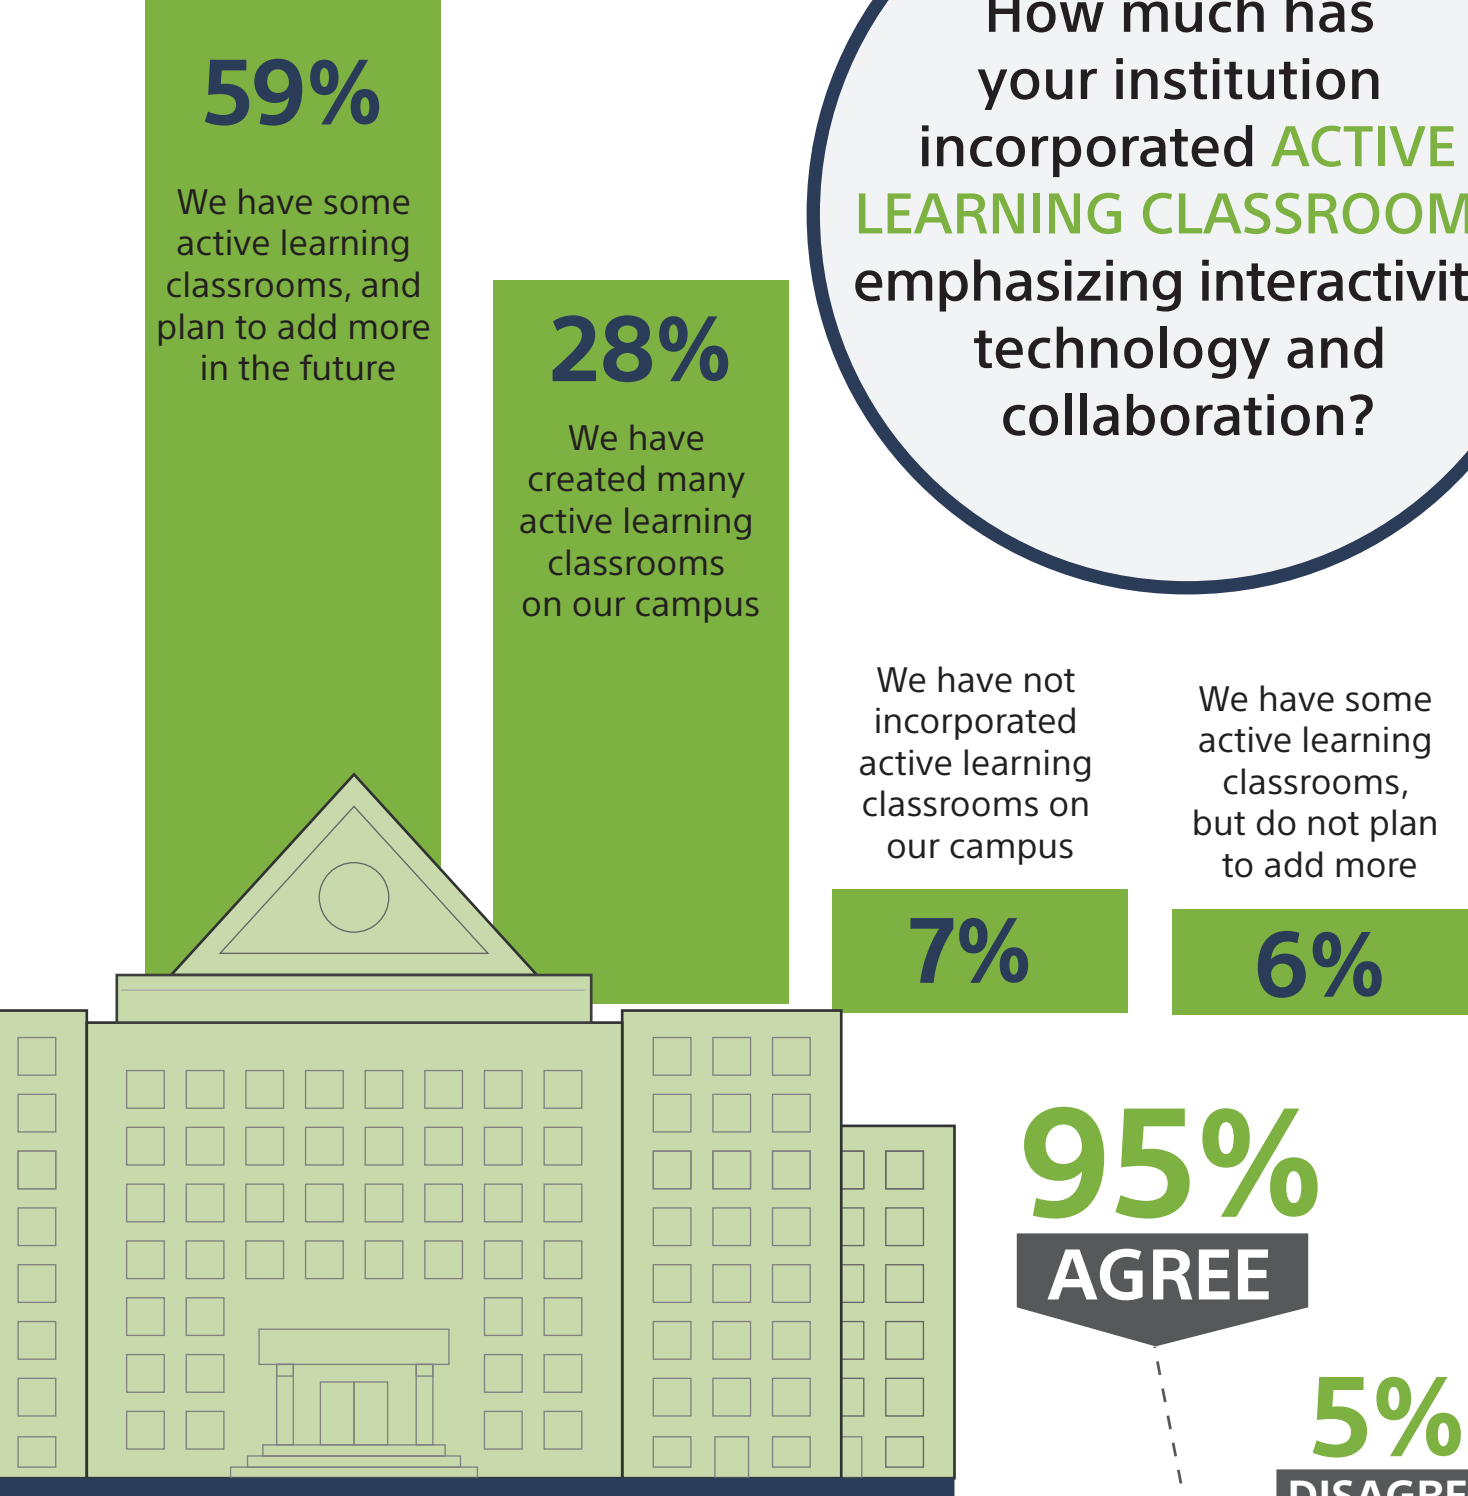 How much has
your institution
incorporated ACTIVE
LEARNING CLASSROOM
emphasizing interactivit
technology and
collaboration?
59%
We have some
active learning
classrooms, and
plan to add more
in the future
28%
We have
created many
active learning
classrooms
on our campus
We have not
incorporated
active learning
classrooms on
our campus
7%
We have some
active learning
classrooms,
but do not plan
to add more
6%
95%
AGREE
5%
DISAGRE